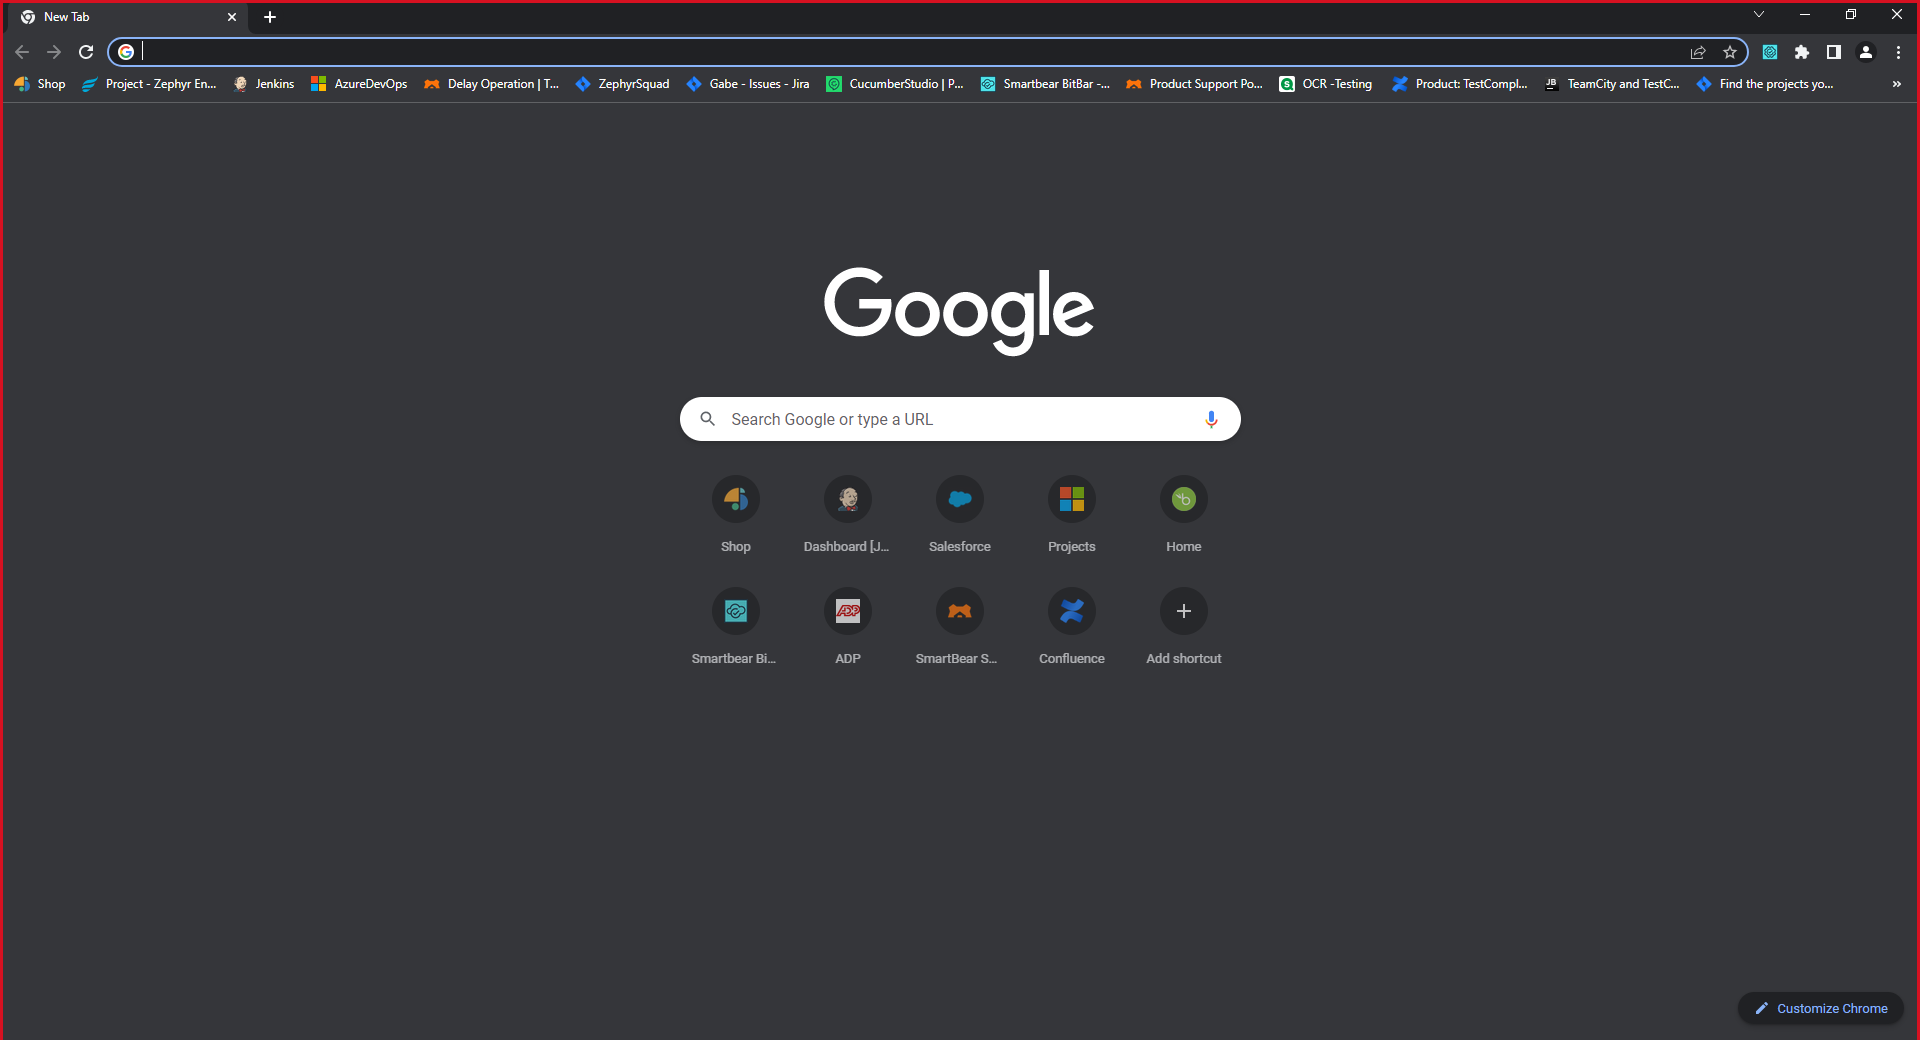 New Tab
Shop
Project - Zephyr En...
Jenkins
AzureDevOps
Delay Operation | T...
ZephyrSquad
Gabe - Issues - Jira
CucumberStudio | P...
Smartbear BitBar -...
Product Support Po...
OCR -Testing
Product: TestCompl...
JB
TeamCity and TestC...
Find the projects yo...
»
Google
Search Google or type a URL
Shop
Dashboard [J...
Salesforce
Projects
Home
Smartbear Bi...
ADP
ADP
SmartBear S...
Confluence
Add shortcut
Customize Chrome